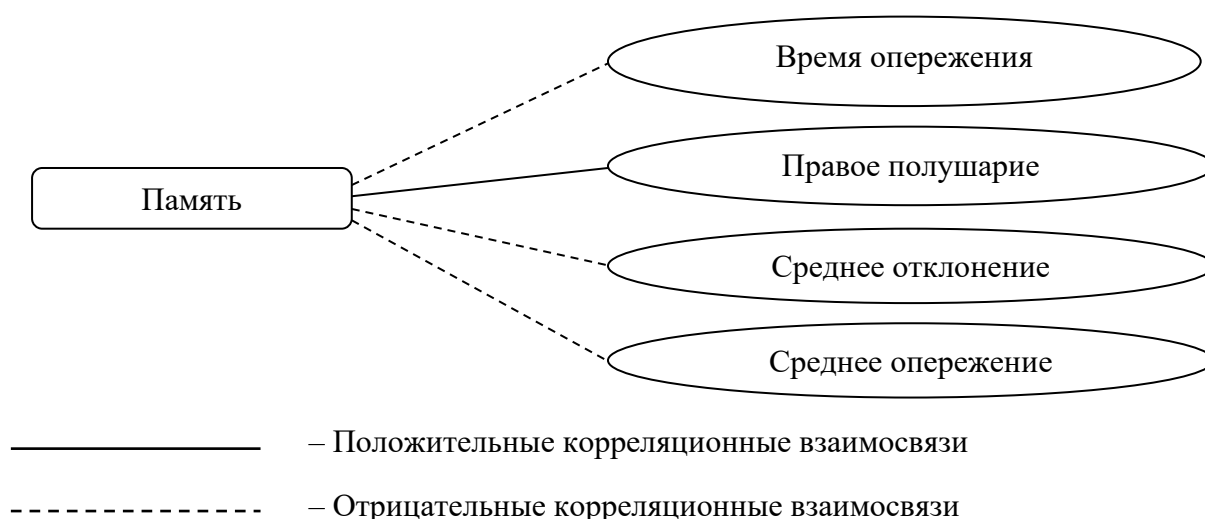 Время опережения
Правое полушарие
Память
Среднее отклонение
Среднее опережение
– Положительные корреляционные взаимосвязи
– Отрицательные корреляционные взаимосвязи